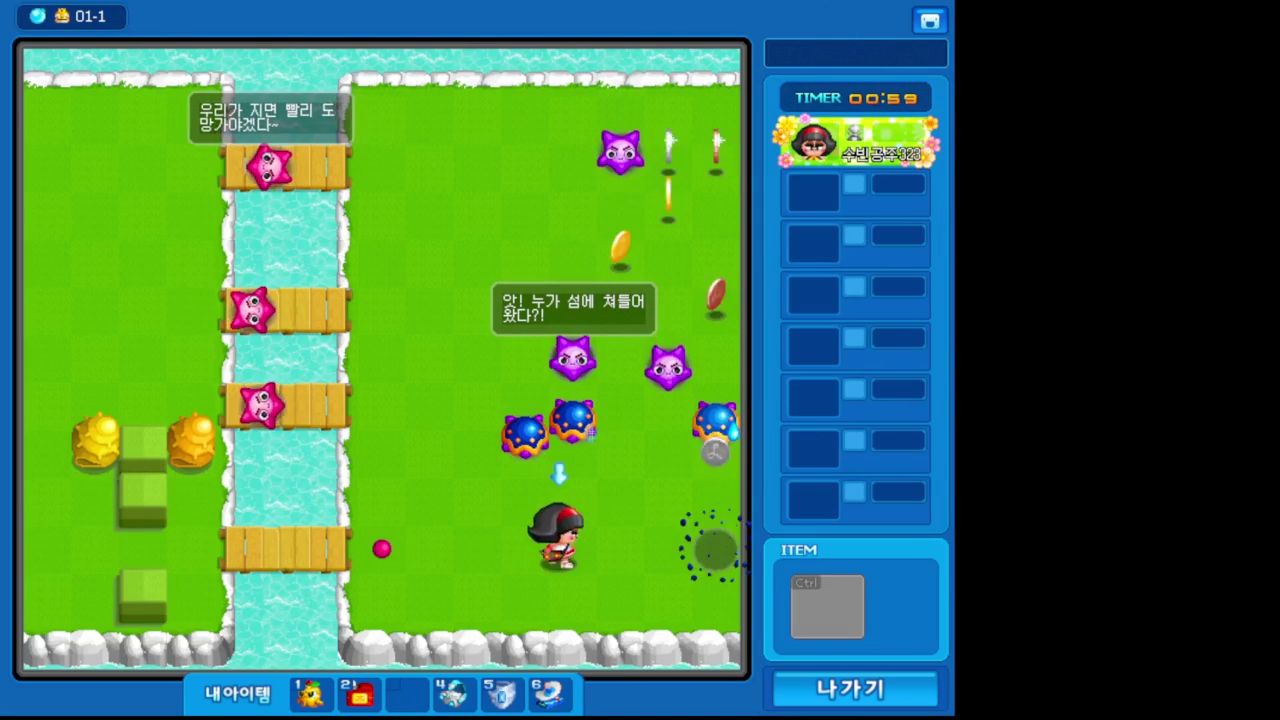 01-1
우리가 지면 빨리 도
망가야겠다~
앗! 누가 섬에 쳐들어
왔다?!
TIMER 00:59
수빈공주323
ITEM
Ctrl
내 아이템
1
2
4
5
6
나가기